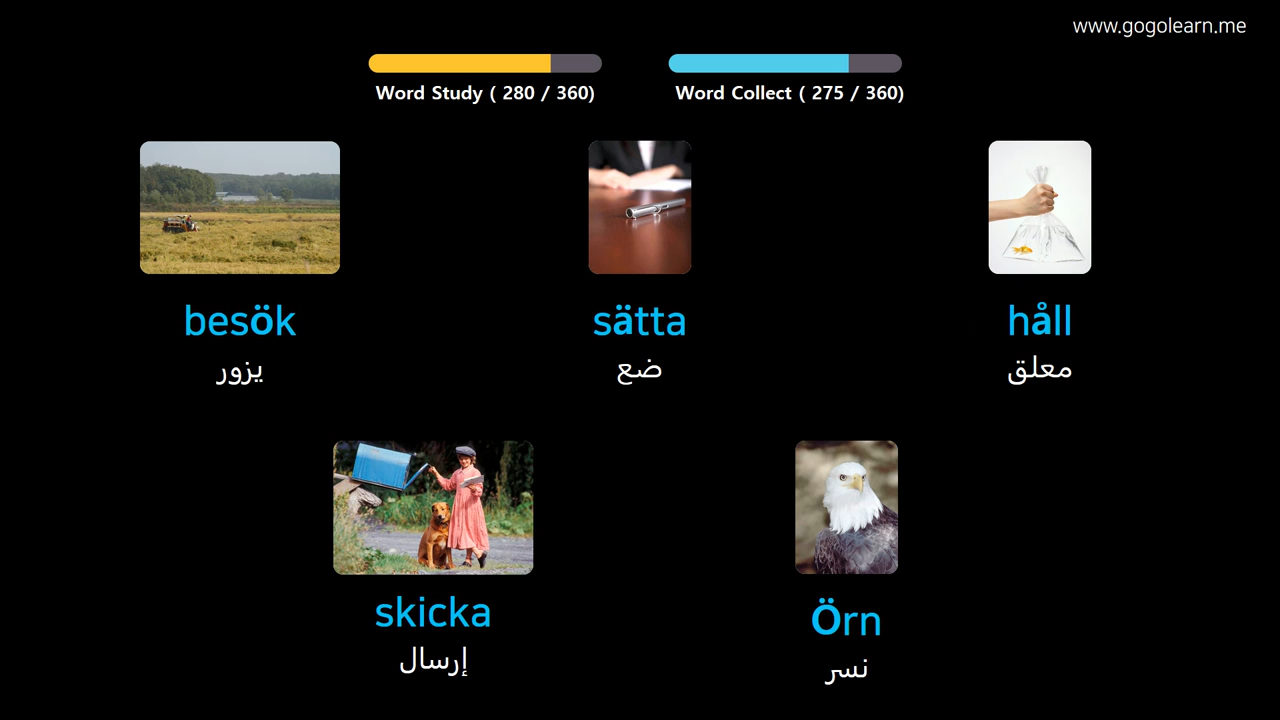 www.gogolearn.me
Word Study ( 280 / 360)
Word Collect ( 275 / 360)
besök
يزور
sätta
ضع
håll
معلق
skicka
إرسال
Örn
نسر